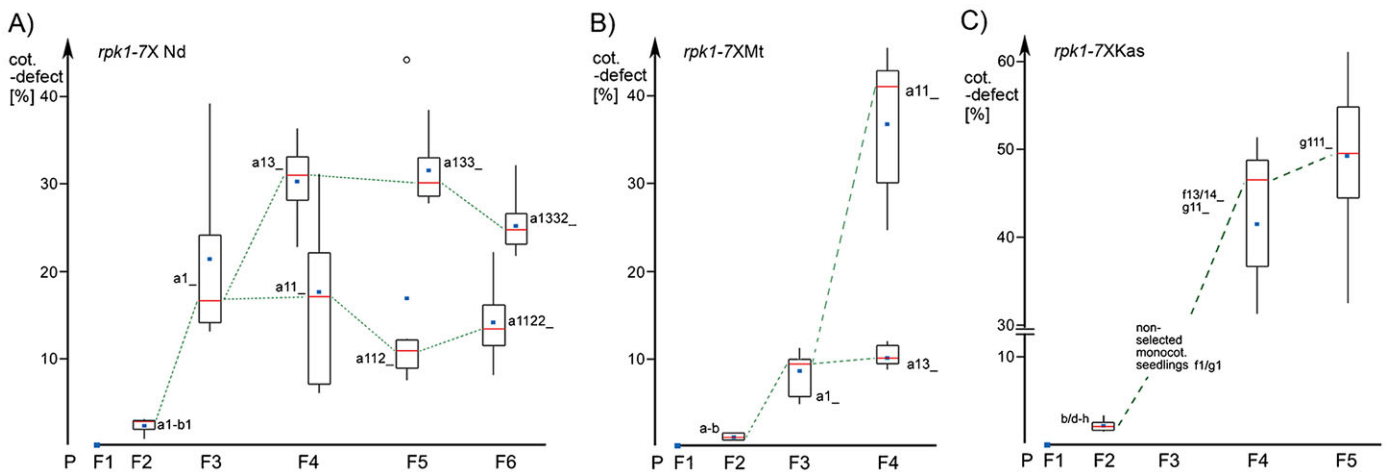 A)
rpk1-7X Nd
cot.
-defect
[%]
40
30
20
10
a1-b1
a1_
a13_
a11_
a133_
a112_
a1332_
a1122_
P F1 F2 F3 F4 F5 F6
B)
rpk1-7XMt
cot.
-defect
[%]
40
30
20
10
a-b
a1_
a11_
a13_
P F1 F2 F3 F4
C)
rpk1-7XKas
cot.
-defect
[%]
60
50
40
30
10
b/d-h
non-
selected
monocot.
seedlings f1/g1
f13/14_
g11_
g111_
P F1 F2 F3 F4 F5